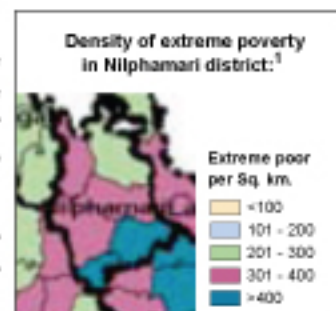 Density of extreme poverty
in Nilphamari district:¹
Extreme poor
per Sq. km.
<100
101 - 200
201 - 300
301 - 400
>400